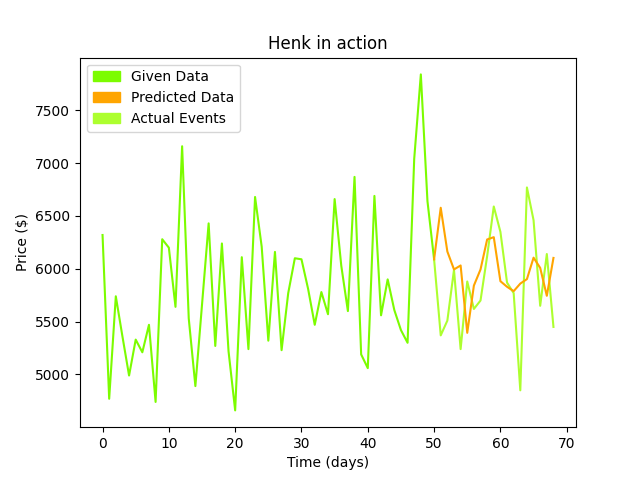 Henk in action
Given Data
Predicted Data
Actual Events
Price ($)
7500
7000
6500
6000
5500
5000
0 10 20 30 40 50 60 70
Time (days)